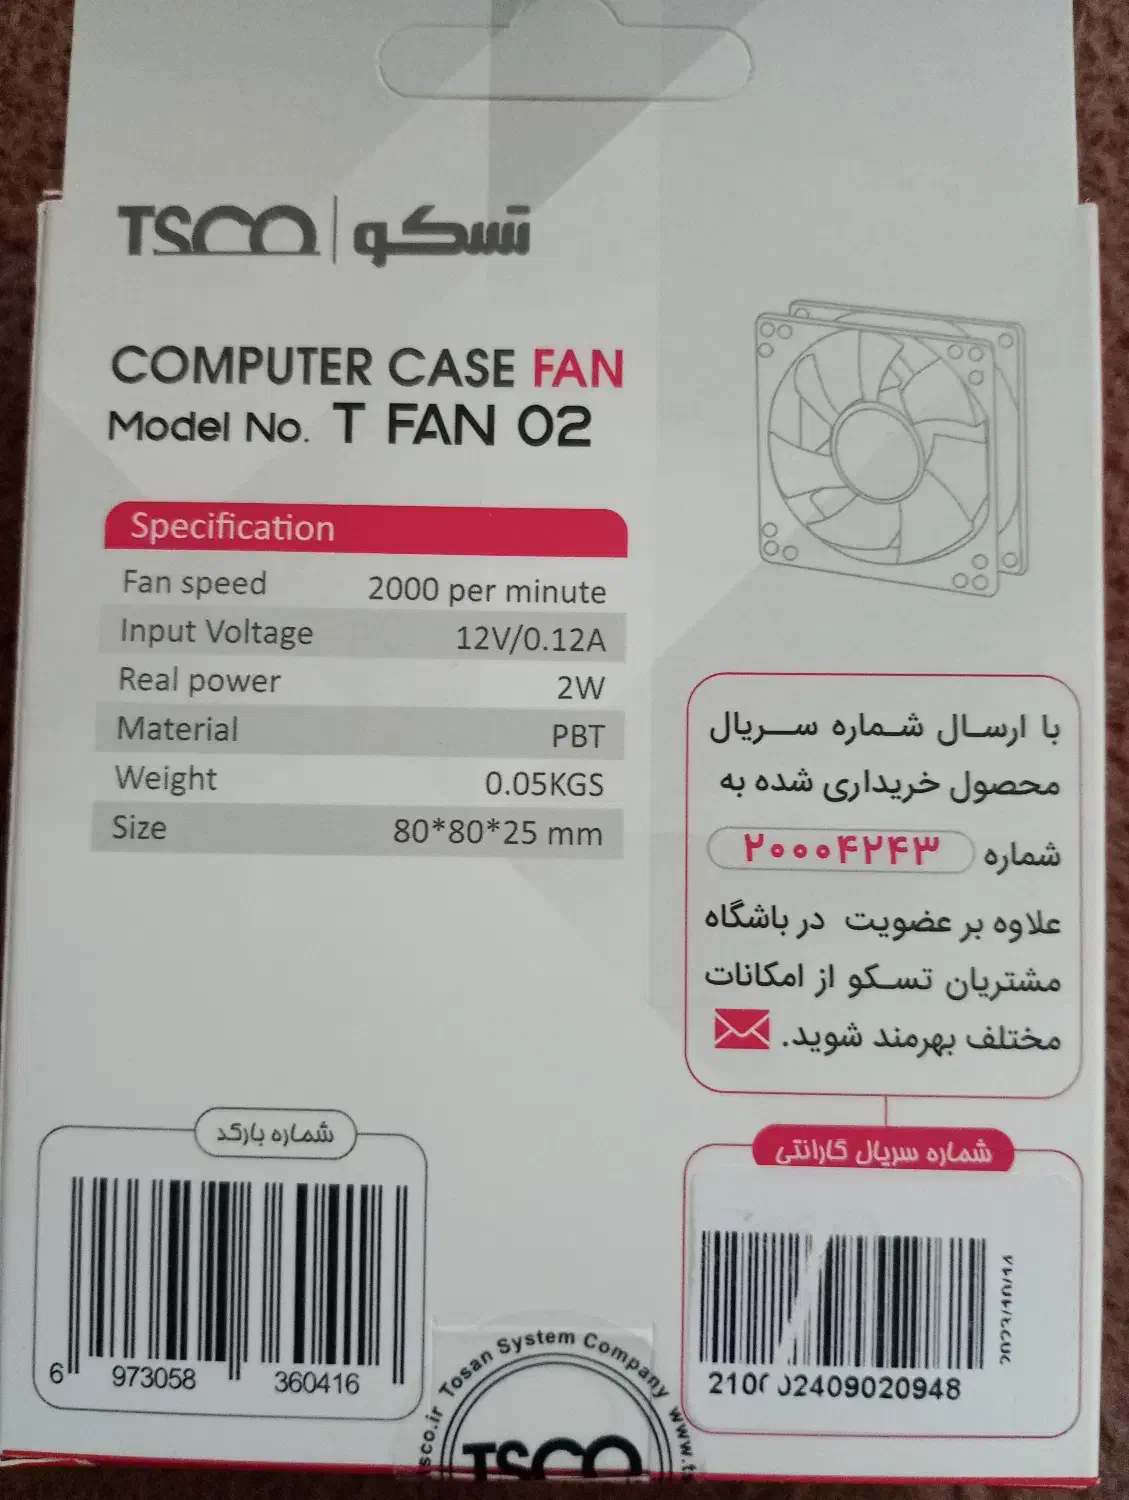 TSCO | تسکو
COMPUTER CASE FAN
Model No. T FAN 02
Specification
Fan speed 2000 per minute
Input Voltage 12V/0.12A
Real power 2W
Material PBT
Weight 0.05KGS
Size 80*80*25 mm
با ارسال شماره سریال
محصول خریداری شده به
شماره ۲۰۰۰۴۲۴۳
علاوه بر عضویت در باشگاه
مشتریان تسکو از امکانات
مختلف بهرمند شوید.
شماره بارکد
6 973058 360416
شماره سریال گارانتی
02409020948
Tosan System Company
TSCO